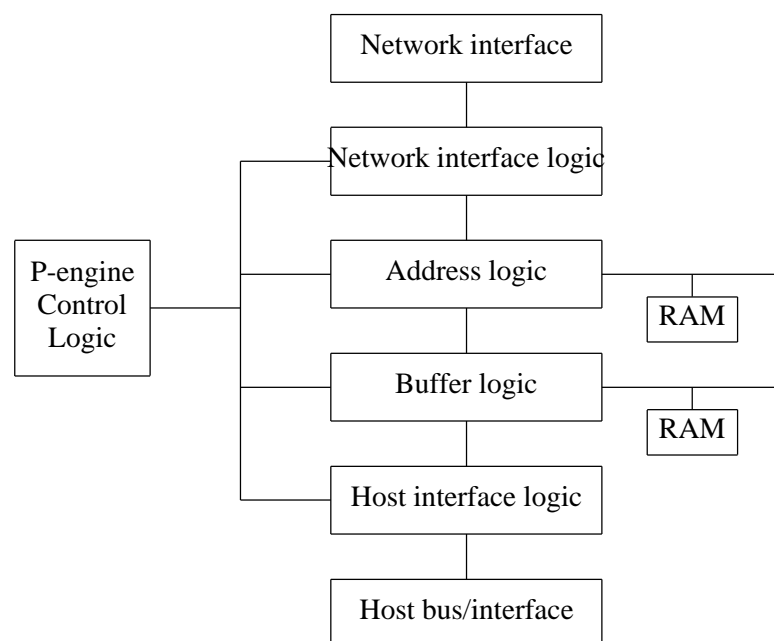 Network interface
Network interface logic
P-engine
Control
Logic
Address logic
RAM
Buffer logic
RAM
Host interface logic
Host bus/interface